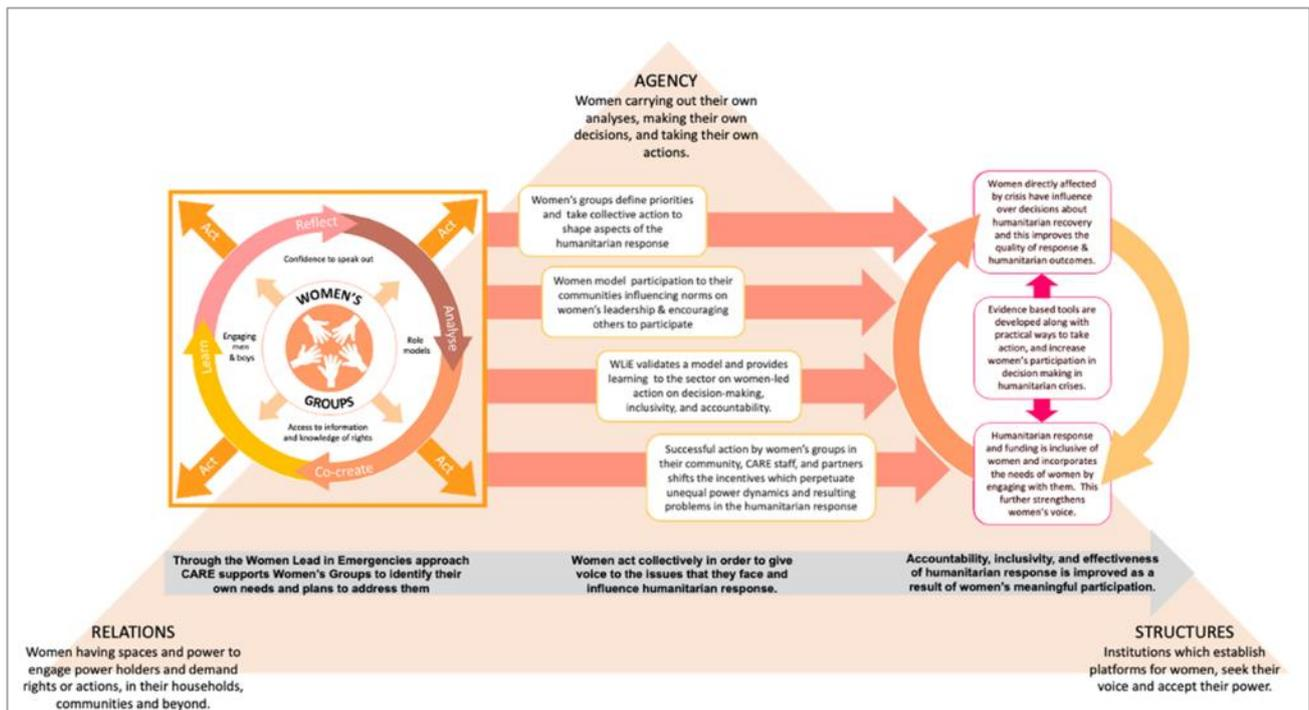 AGENCY
Women carrying out their own
analyses, making their own
decisions, and taking their own
actions.
Act
Act
Reflect
Confidence to speak out
WOMEN'S
GROUPS
Engaging
men
& boys
Role
models
Learn
Analyse
Access to information
and knowledge of rights
Co-create
Act
Act
Women's groups define priorities
and take collective action to
shape aspects of the
humanitarian response
Women model participation to their
communities influencing norms on
women's leadership & encouraging
others to participate
WLiE validates a model and provides
learning to the sector on women-led
action on decision-making,
inclusivity, and accountability.
Successful action by women's groups in
their community, CARE staff, and partners
shifts the incentives which perpetuate
unequal power dynamics and resulting
problems in the humanitarian response
Women directly affected
by crisis have influence
over decisions about
humanitarian recovery
and this improves the
quality of response &
humanitarian outcomes.
Evidence based tools are
developed along with
practical ways to take
action, and increase
women's participation in
decision making in
humanitarian crises.
Humanitarian response
and funding is inclusive of
women and incorporates
the needs of women by
engaging with them. This
further strengthens
women's voice.
Through the Women Lead in Emergencies approach
CARE supports Women's Groups to identify their
own needs and plans to address them
Women act collectively in order to give
voice to the issues that they face and
influence humanitarian response.
Accountability, inclusivity, and effectiveness
of humanitarian response is improved as a
result of women's meaningful participation.
RELATIONS
Women having spaces and power to
engage power holders and demand
rights or actions, in their households,
communities and beyond.
STRUCTURES
Institutions which establish
platforms for women, seek their
voice and accept their power.